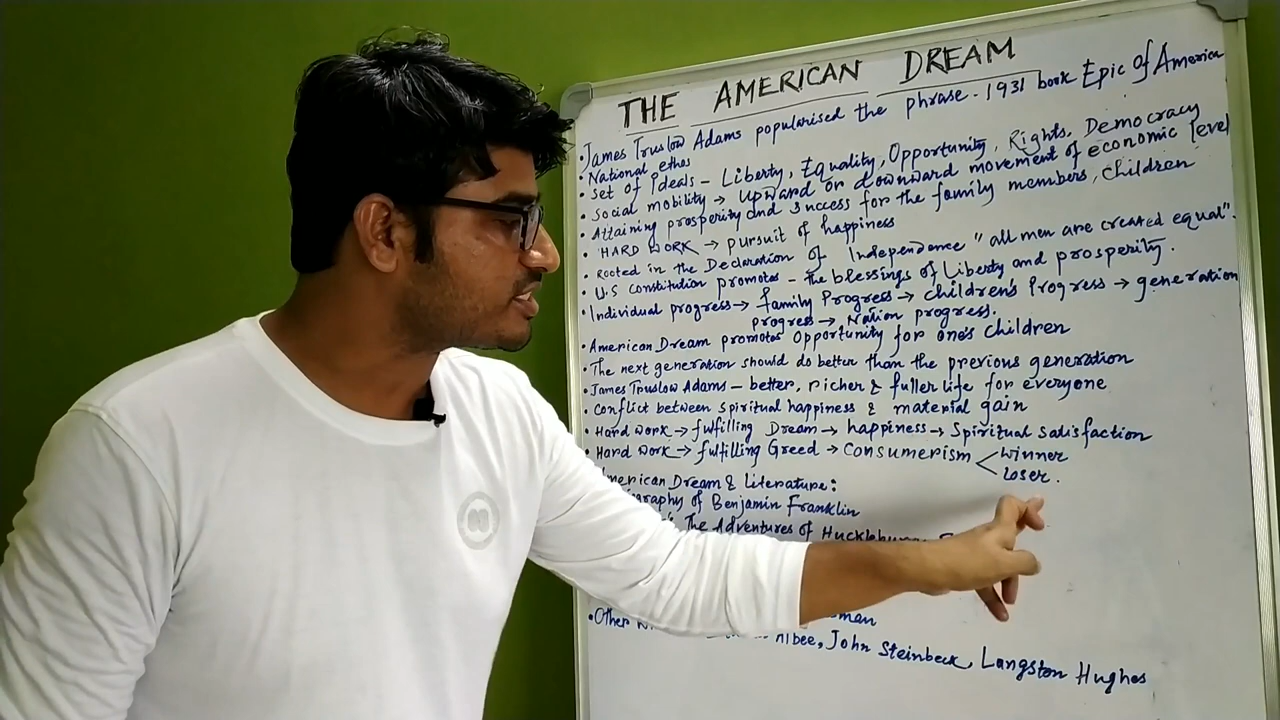 THE AMERICAN DREAM
• James Truslow Adams popularised the phrase. 1931 book Epic of America
• National ethos
• Set of Ideals – Liberty, Equality, Opportunity, Rights, Democracy
• Social mobility → Upward or downward movement of economic level
• Attaining prosperity and success for the family members, children
• HARD WORK → pursuit of happiness
• Rooted in the Declaration of Independence "all men are created equal".
• U.S constitution promotes – the blessings of Liberty and prosperity.
• Individual progress → family Progress → children's Progress → generation
progress → Nation progress.
• American Dream promotes Opportunity for one's children
• The next generation should do better than the previous generation
• James Truslow Adams – better, richer & fuller life for everyone
• Conflict between spiritual happiness & material gain
• Hard work → fulfilling Dream → happiness → Spiritual satisfaction
• Hard work → fulfilling Greed → Consumerism < Winner
Loser.
American Dream & Literature:
of Benjamin Franklin
The Adventures of
• Other
Albee, John Steinbeck, Langston Hughes